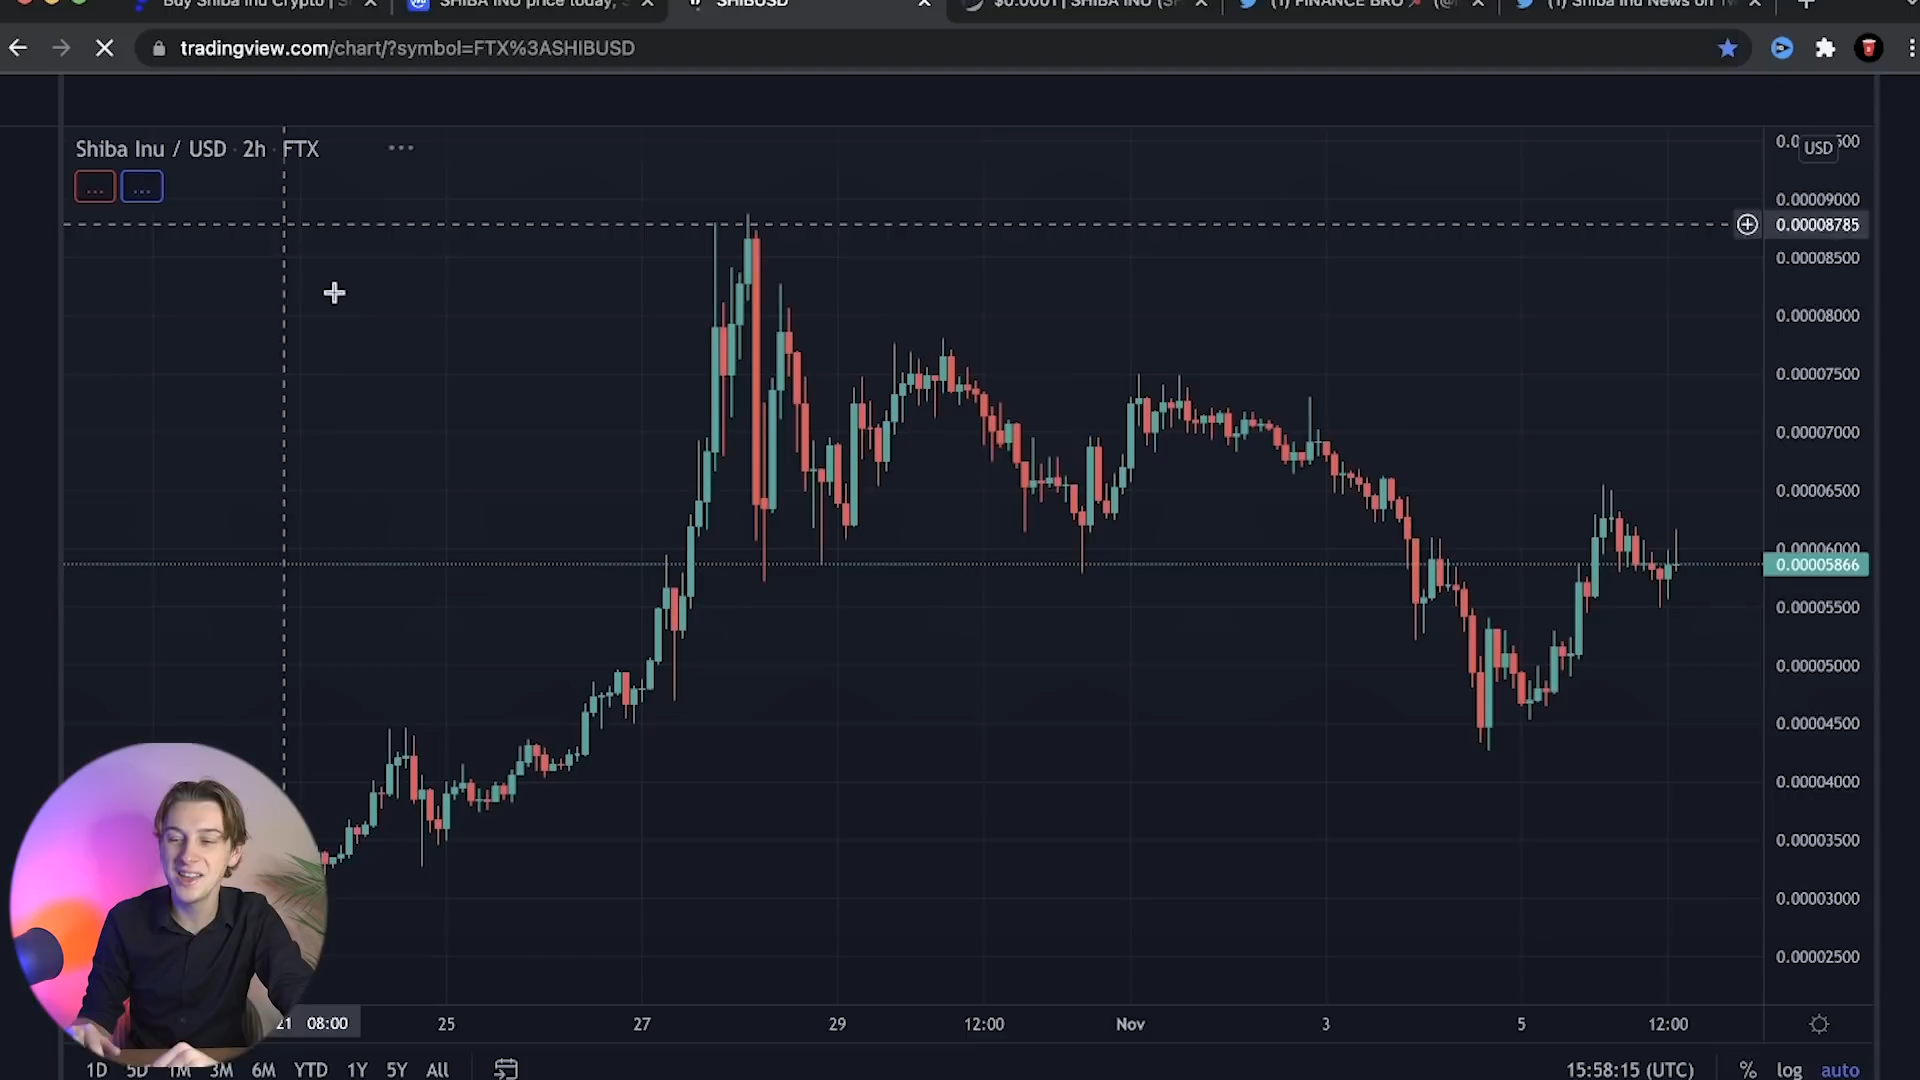 Buy Shiba Inu Crypto | S
SHIBA INU price today,
SHIBUSD
$0.0001 | SHIBA INU (SH
(1) FINANCE BRO
(1) Shiba Inu News on Tw
tradingview.com/chart/?symbol=FTX%3ASHIBUSD
Shiba Inu / USD · 2h · FTX
...
... ...
USD
0.00009000
0.00008785
0.00008500
0.00008000
0.00007500
0.00007000
0.00006500
0.00006000
0.00005866
0.00005500
0.00005000
0.00004500
0.00004000
0.00003500
0.00003000
0.00002500
21 08:00 25 27 29 12:00 Nov 3 5 12:00
1D 5D 1M 3M 6M YTD 1Y 5Y All 15:58:15 (UTC) % log auto